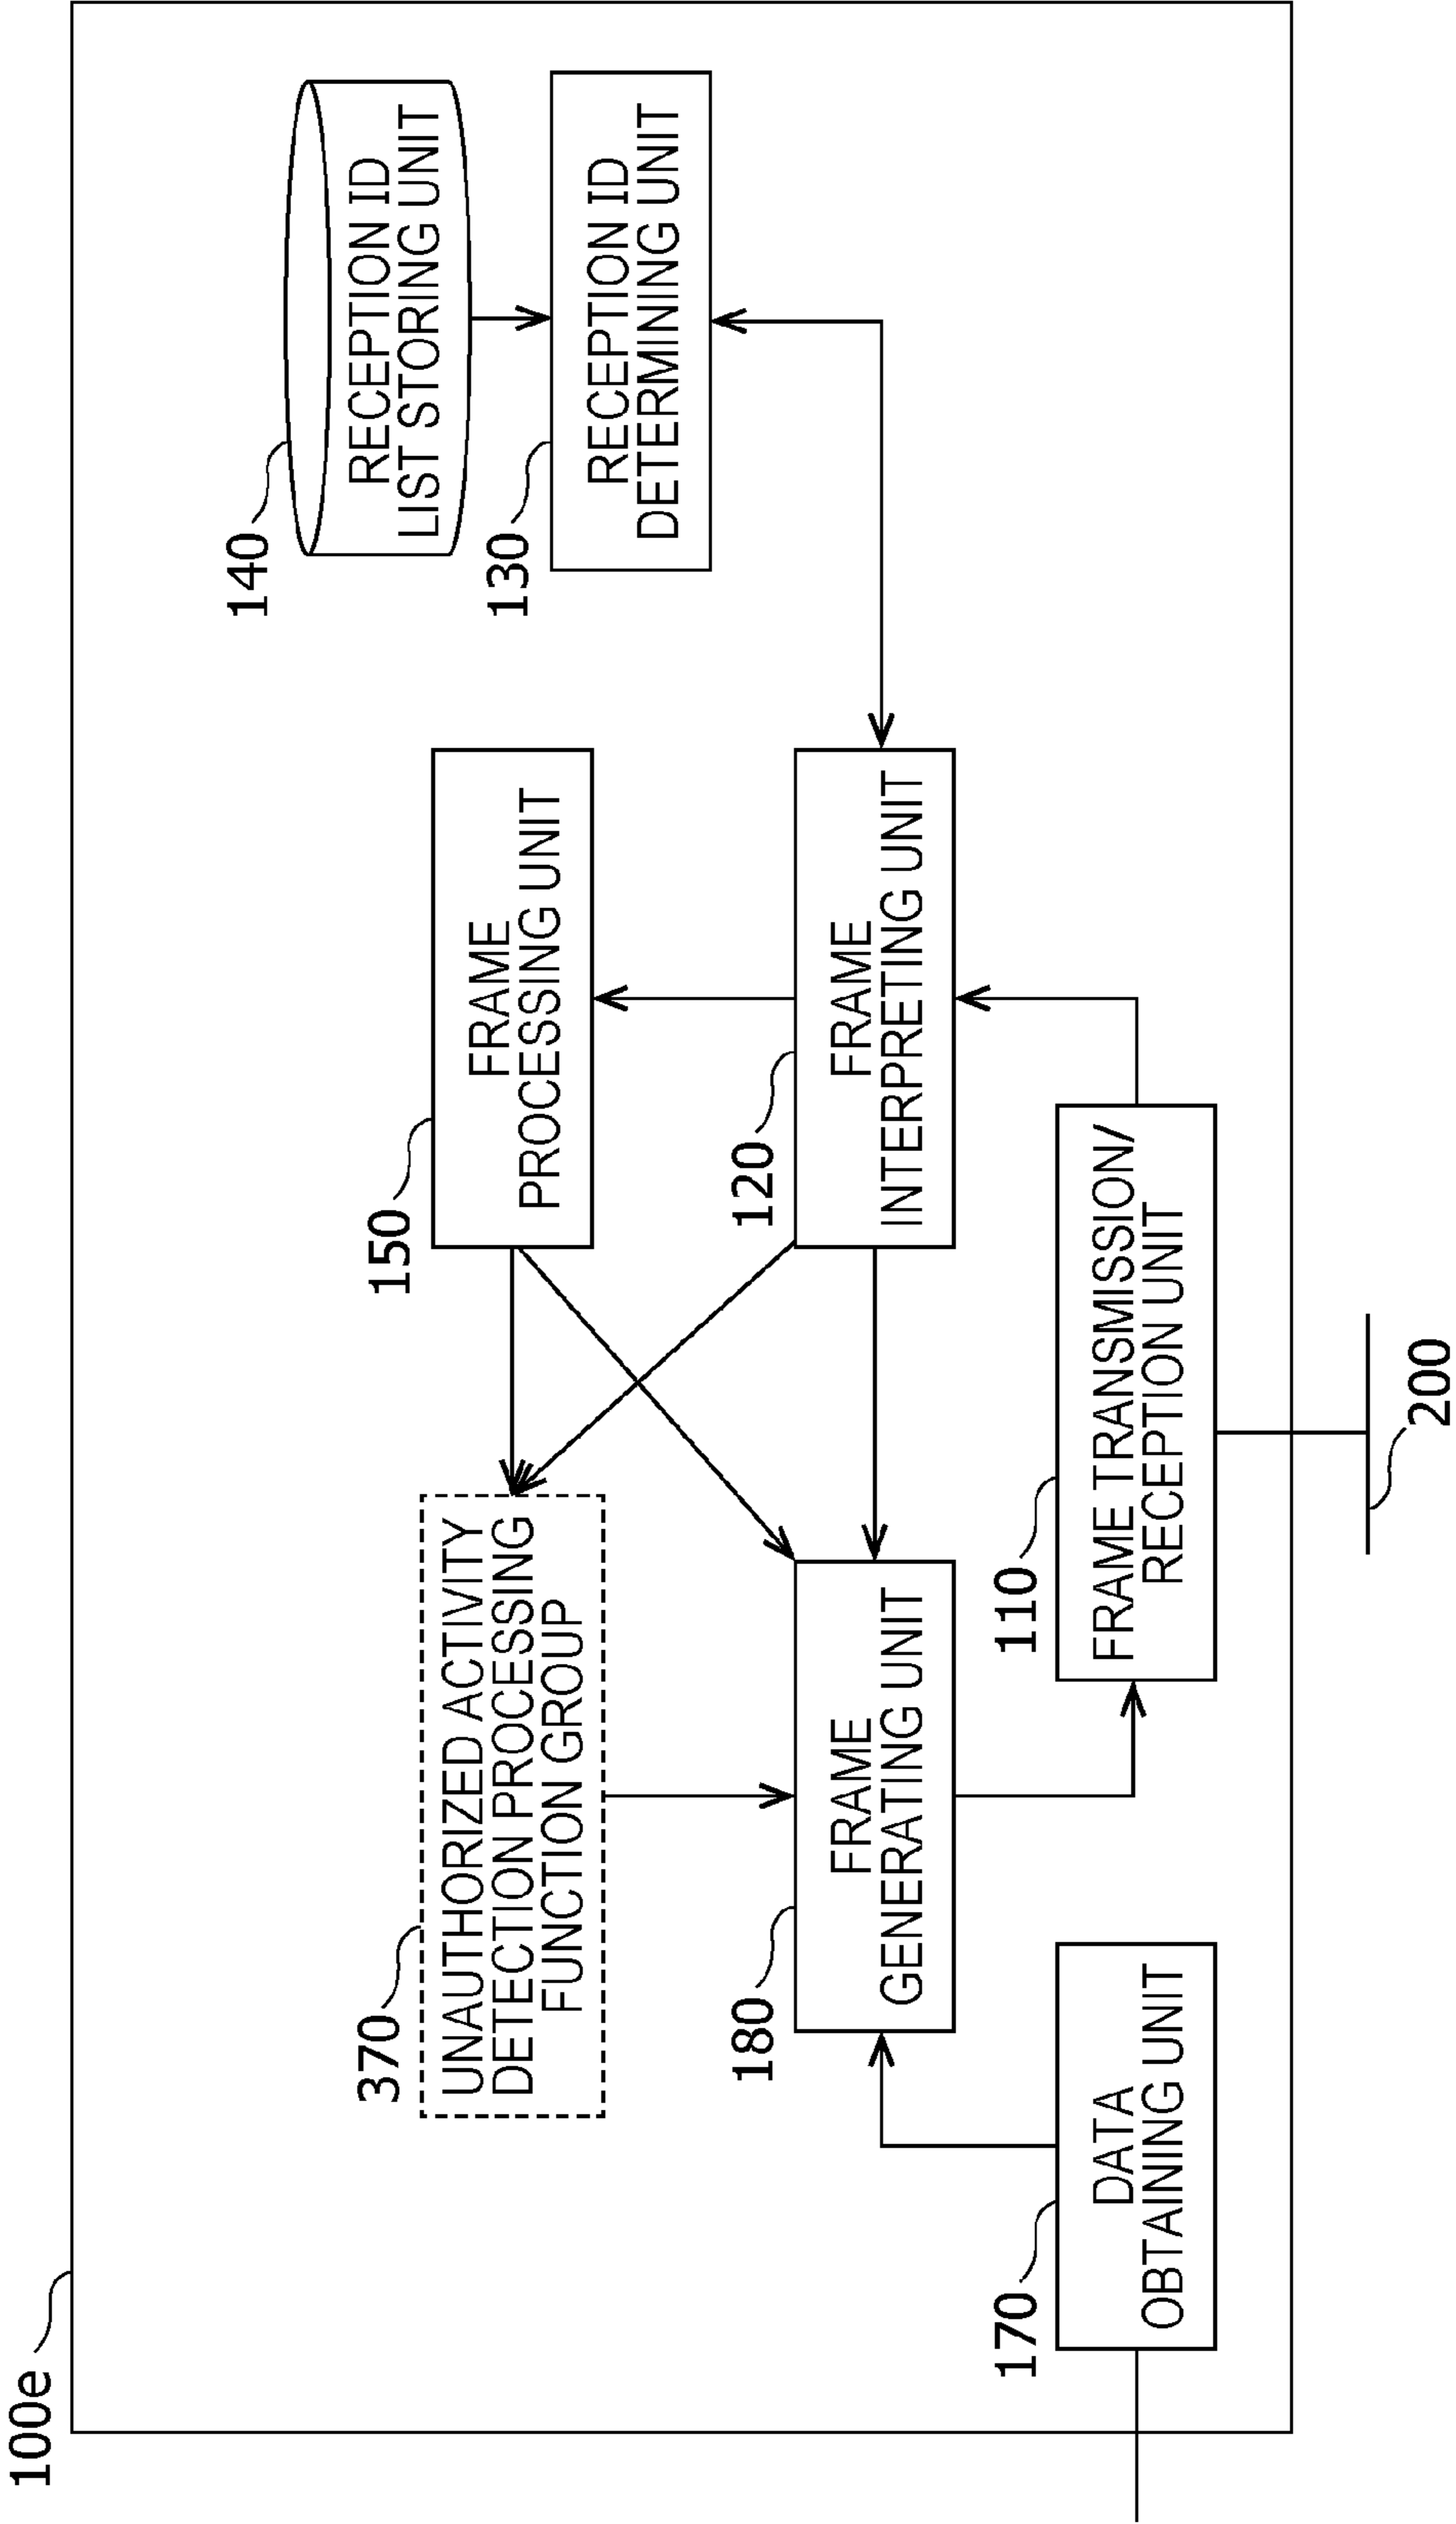 100e
370
UNAUTHORIZED ACTIVITY
DETECTION PROCESSING
FUNCTION GROUP
150
FRAME
PROCESSING UNIT
140
RECEPTION ID
LIST STORING UNIT
130
RECEPTION ID
DETERMINING UNIT
180
FRAME
GENERATING UNIT
120
FRAME
INTERPRETING UNIT
170
DATA
OBTAINING UNIT
110
FRAME TRANSMISSION/
RECEPTION UNIT
200